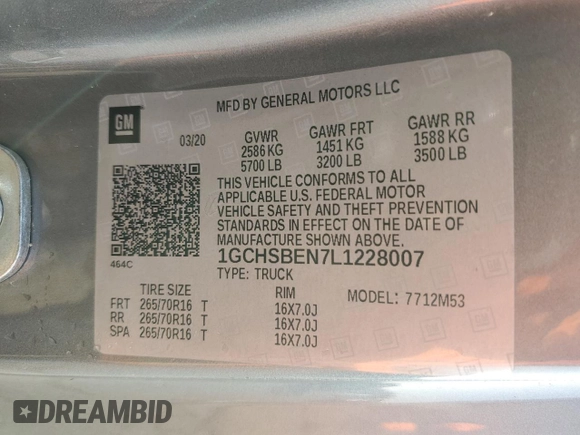 MFD BY GENERAL MOTORS LLC
GM
03/20
GVWR GAWR FRT GAWR RR
2586 KG 1451 KG 1588 KG
5700 LB 3200 LB 3500 LB
THIS VEHICLE CONFORMS TO ALL
APPLICABLE U.S. FEDERAL MOTOR
VEHICLE SAFETY AND THEFT PREVENTION
STANDARDS IN EFFECT ON THE DATE OF
MANUFACTURE SHOWN ABOVE.
464C
1GCHSBEN7L1228007
TYPE: TRUCK
TIRE SIZE RIM MODEL: 7712M53
FRT 265/70R16 T 16X7.0J
RR 265/70R16 T 16X7.0J
SPA 265/70R16 T 16X7.0J
DREAMBID